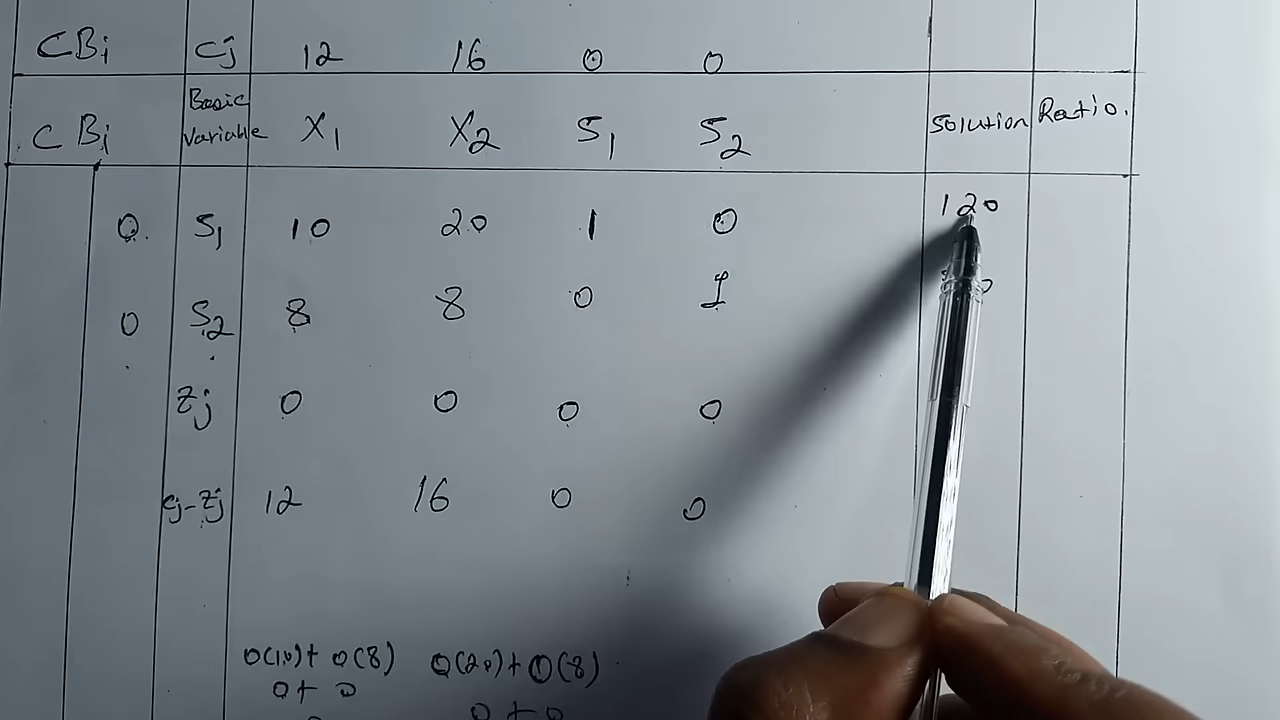 CBi Cj 12 16 0 0
CBi Basic Variable X1 X2 S1 S2 Solution Ratio.
0. S1 10 20 1 0 120
0 S2 8 8 0 1
Zj 0 0 0 0
Cj-Zj 12 16 0 0
0(10)+ 0(8) 0(20)+0(8)
0+ 0 0+0